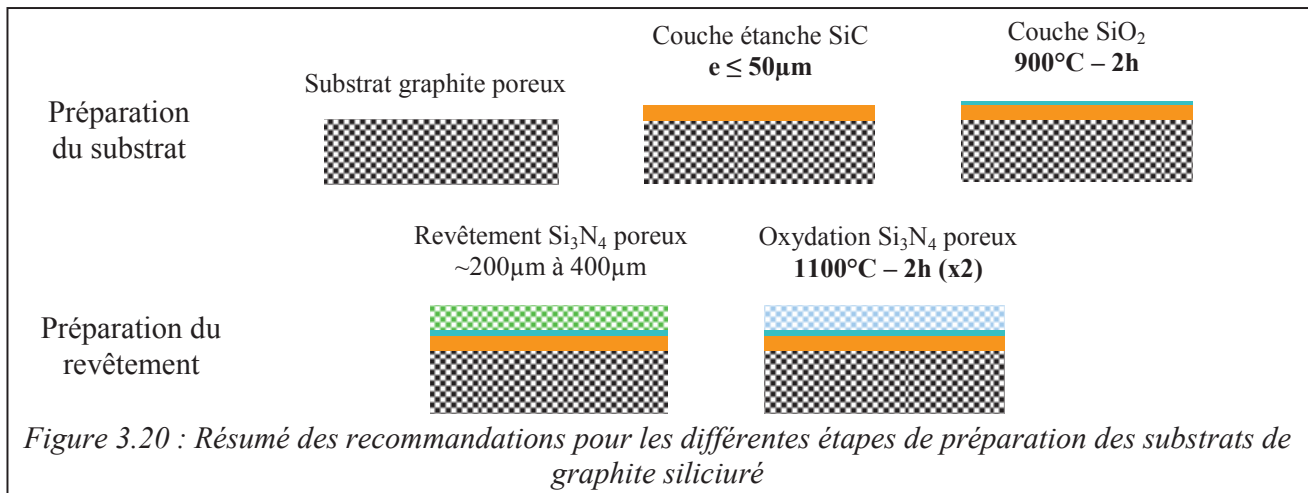 Couche étanche SiC
e ≤ 50µm
Couche SiO₂
900°C – 2h
Substrat graphite poreux
Préparation
du substrat
Revêtement Si₃N₄ poreux
~200µm à 400µm
Oxydation Si₃N₄ poreux
1100°C – 2h (x2)
Préparation du
revêtement
Figure 3.20 : Résumé des recommandations pour les différentes étapes de préparation des substrats de
graphite siliciuré